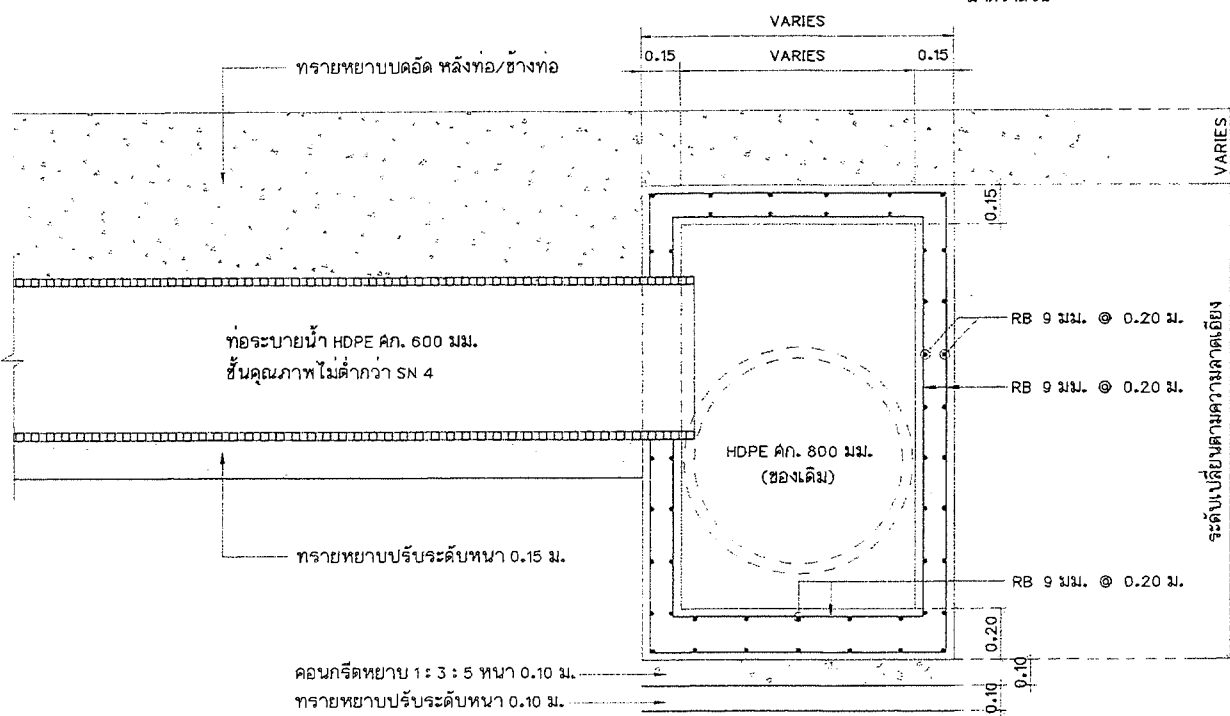 VARIES
0.15 VARIES 0.15
ทรายหยาบบดอัด หลังท่อ/ข้างท่อ
VARIES
0.15
ท่อระบายน้ำ HDPE ศก. 600 มม.
ชั้นคุณภาพไม่ต่ำกว่า SN 4
RB 9 มม. @ 0.20 ม.
RB 9 มม. @ 0.20 ม.
HDPE ศก. 800 มม.
(ของเดิม)
ระดับเปลี่ยนตามความลาดเอียง
ทรายหยาบปรับระดับหนา 0.15 ม.
RB 9 มม. @ 0.20 ม.
0.20
คอนกรีตหยาบ 1 : 3 : 5 หนา 0.10 ม.
0.10
ทรายหยาบปรับระดับหนา 0.10 ม.
0.10